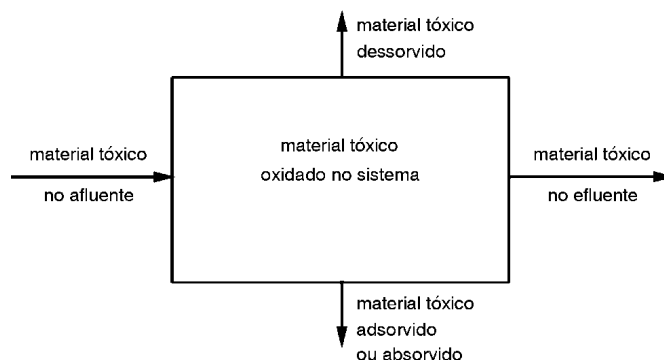 material tóxico
dessorvido
material tóxico
no afluente
material tóxico
oxidado no sistema
material tóxico
no efluente
material tóxico
adsorvido
ou absorvido